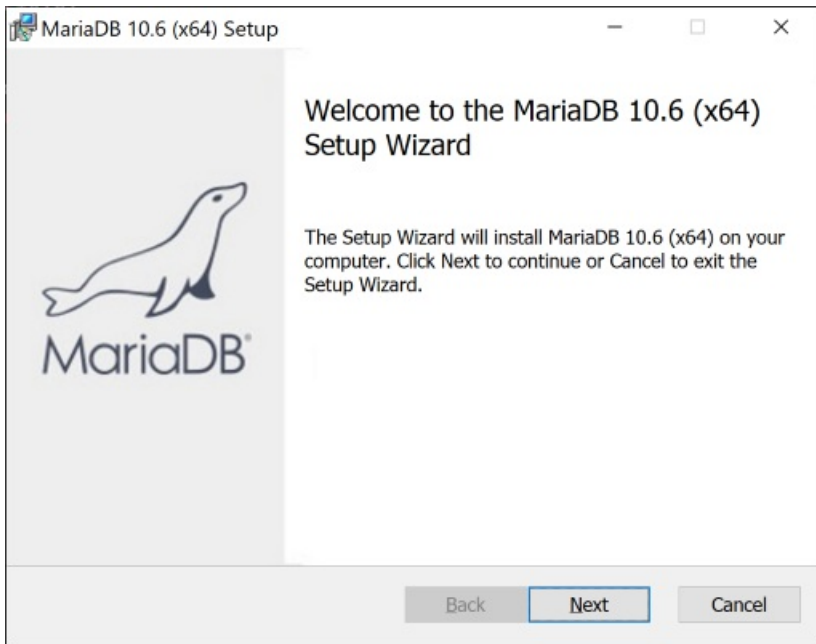 MariaDB 10.6 (x64) Setup
Welcome to the MariaDB 10.6 (x64)
Setup Wizard
The Setup Wizard will install MariaDB 10.6 (x64) on your
computer. Click Next to continue or Cancel to exit the
Setup Wizard.
MariaDB®
Back
Next
Cancel